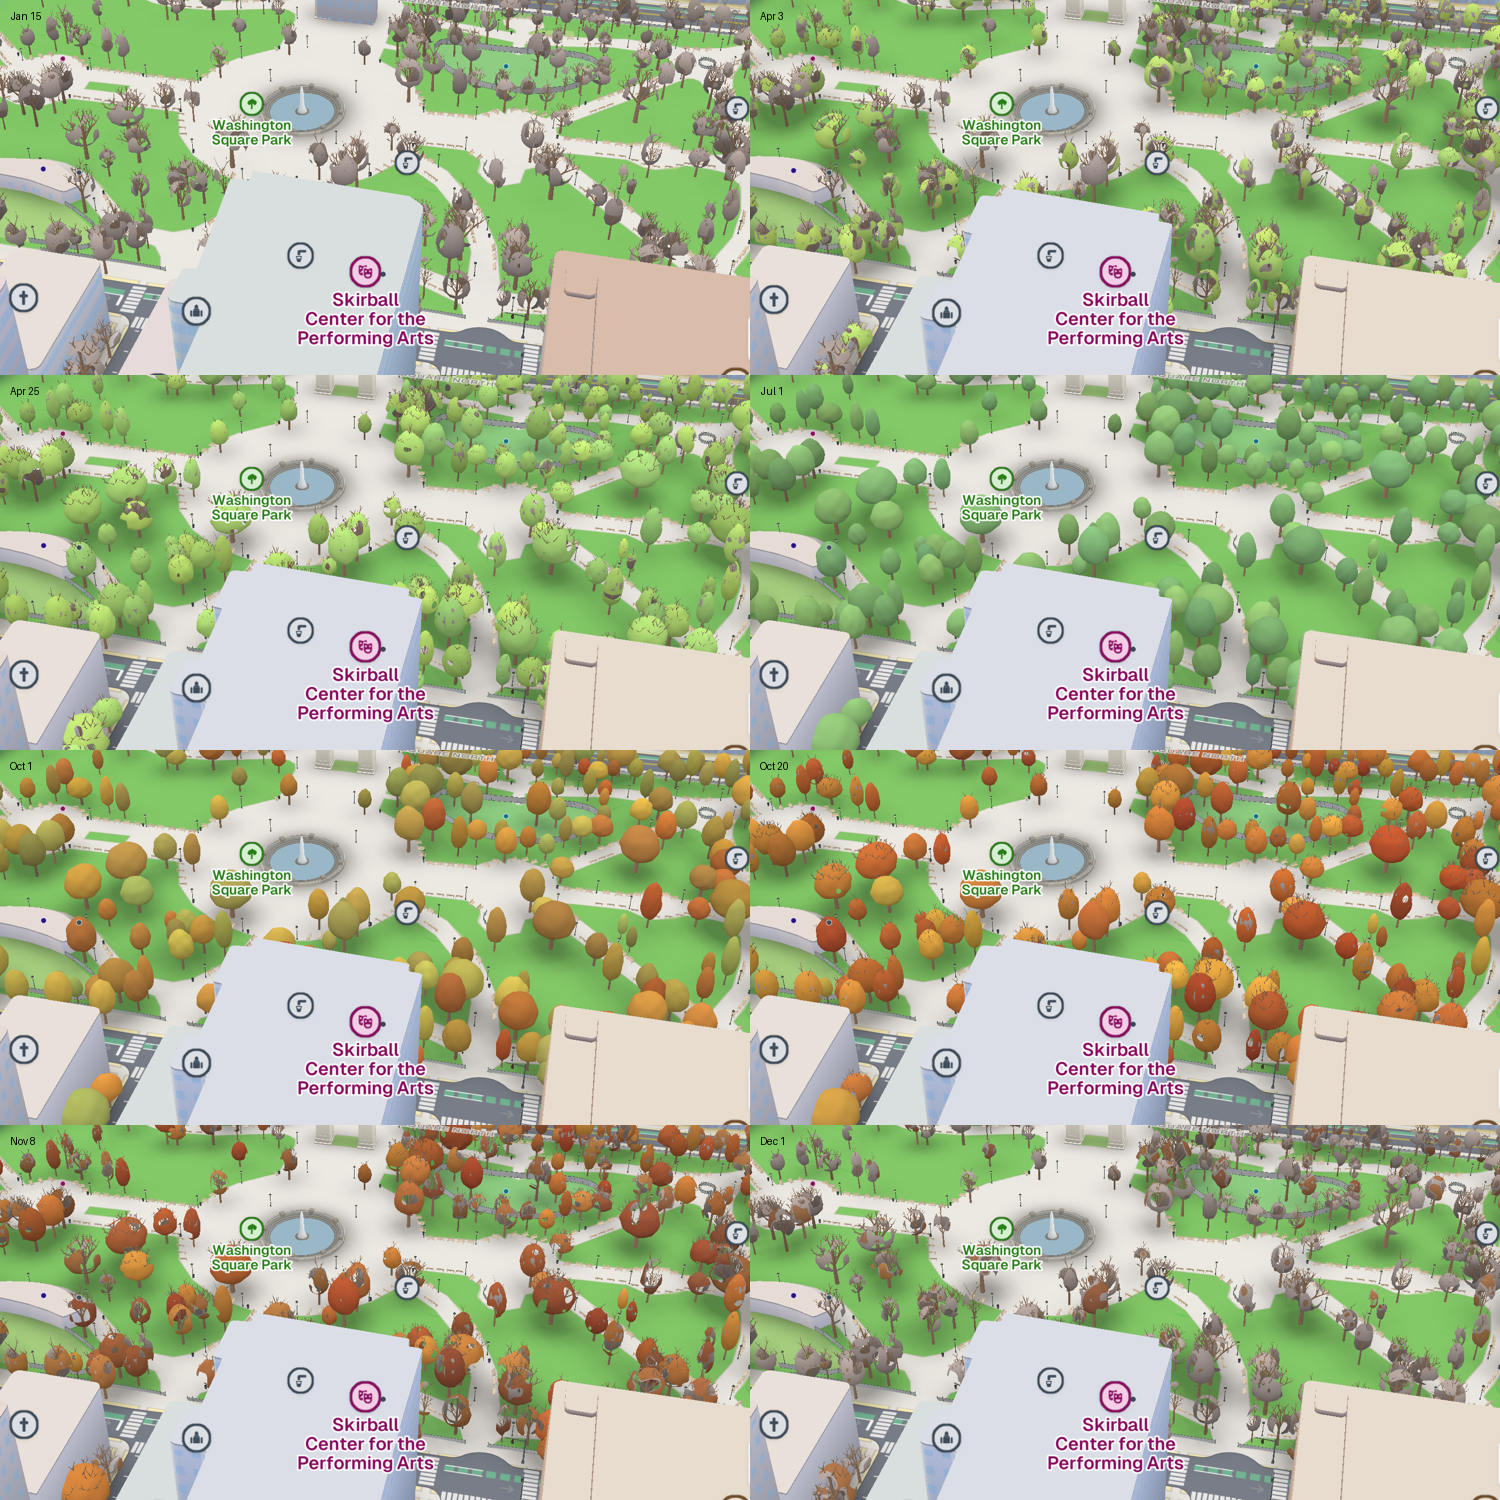 Jan 15
Washington
Square Park
Skirball
Center for the
Performing Arts
Apr 3
Washington
Square Park
Skirball
Center for the
Performing Arts
Apr 25
Washington
Square Park
Skirball
Center for the
Performing Arts
Jul 1
Washington
Square Park
Skirball
Center for the
Performing Arts
Oct 1
Washington
Square Park
Skirball
Center for the
Performing Arts
Oct 20
Washington
Square Park
Skirball
Center for the
Performing Arts
Nov 8
Washington
Square Park
Skirball
Center for the
Performing Arts
Dec 1
Washington
Square Park
Skirball
Center for the
Performing Arts